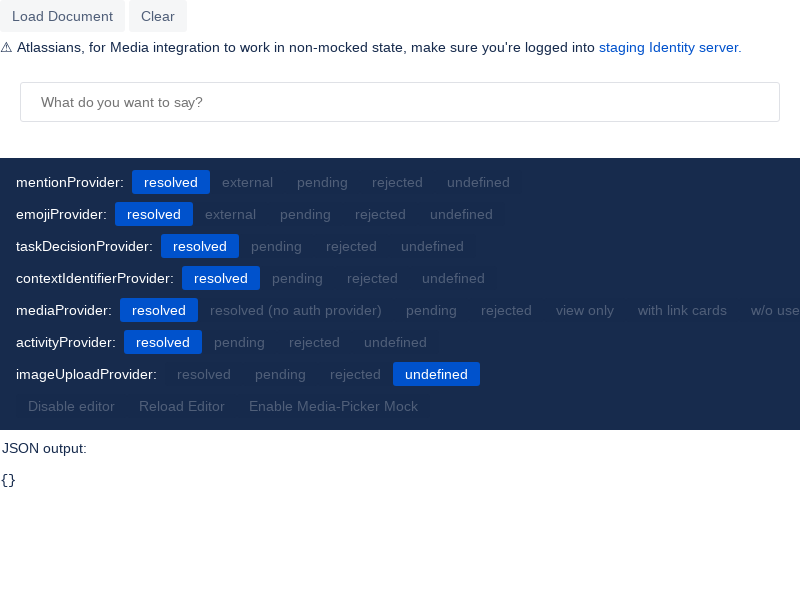 Load Document Clear
⚠ Atlassians, for Media integration to work in non-mocked state, make sure you're logged into staging Identity server.
What do you want to say?
mentionProvider: resolved external pending rejected undefined
emojiProvider: resolved external pending rejected undefined
taskDecisionProvider: resolved pending rejected undefined
contextIdentifierProvider: resolved pending rejected undefined
mediaProvider: resolved resolved (no auth provider) pending rejected view only with link cards w/o use
activityProvider: resolved pending rejected undefined
imageUploadProvider: resolved pending rejected undefined
Disable editor Reload Editor Enable Media-Picker Mock
JSON output:
{}